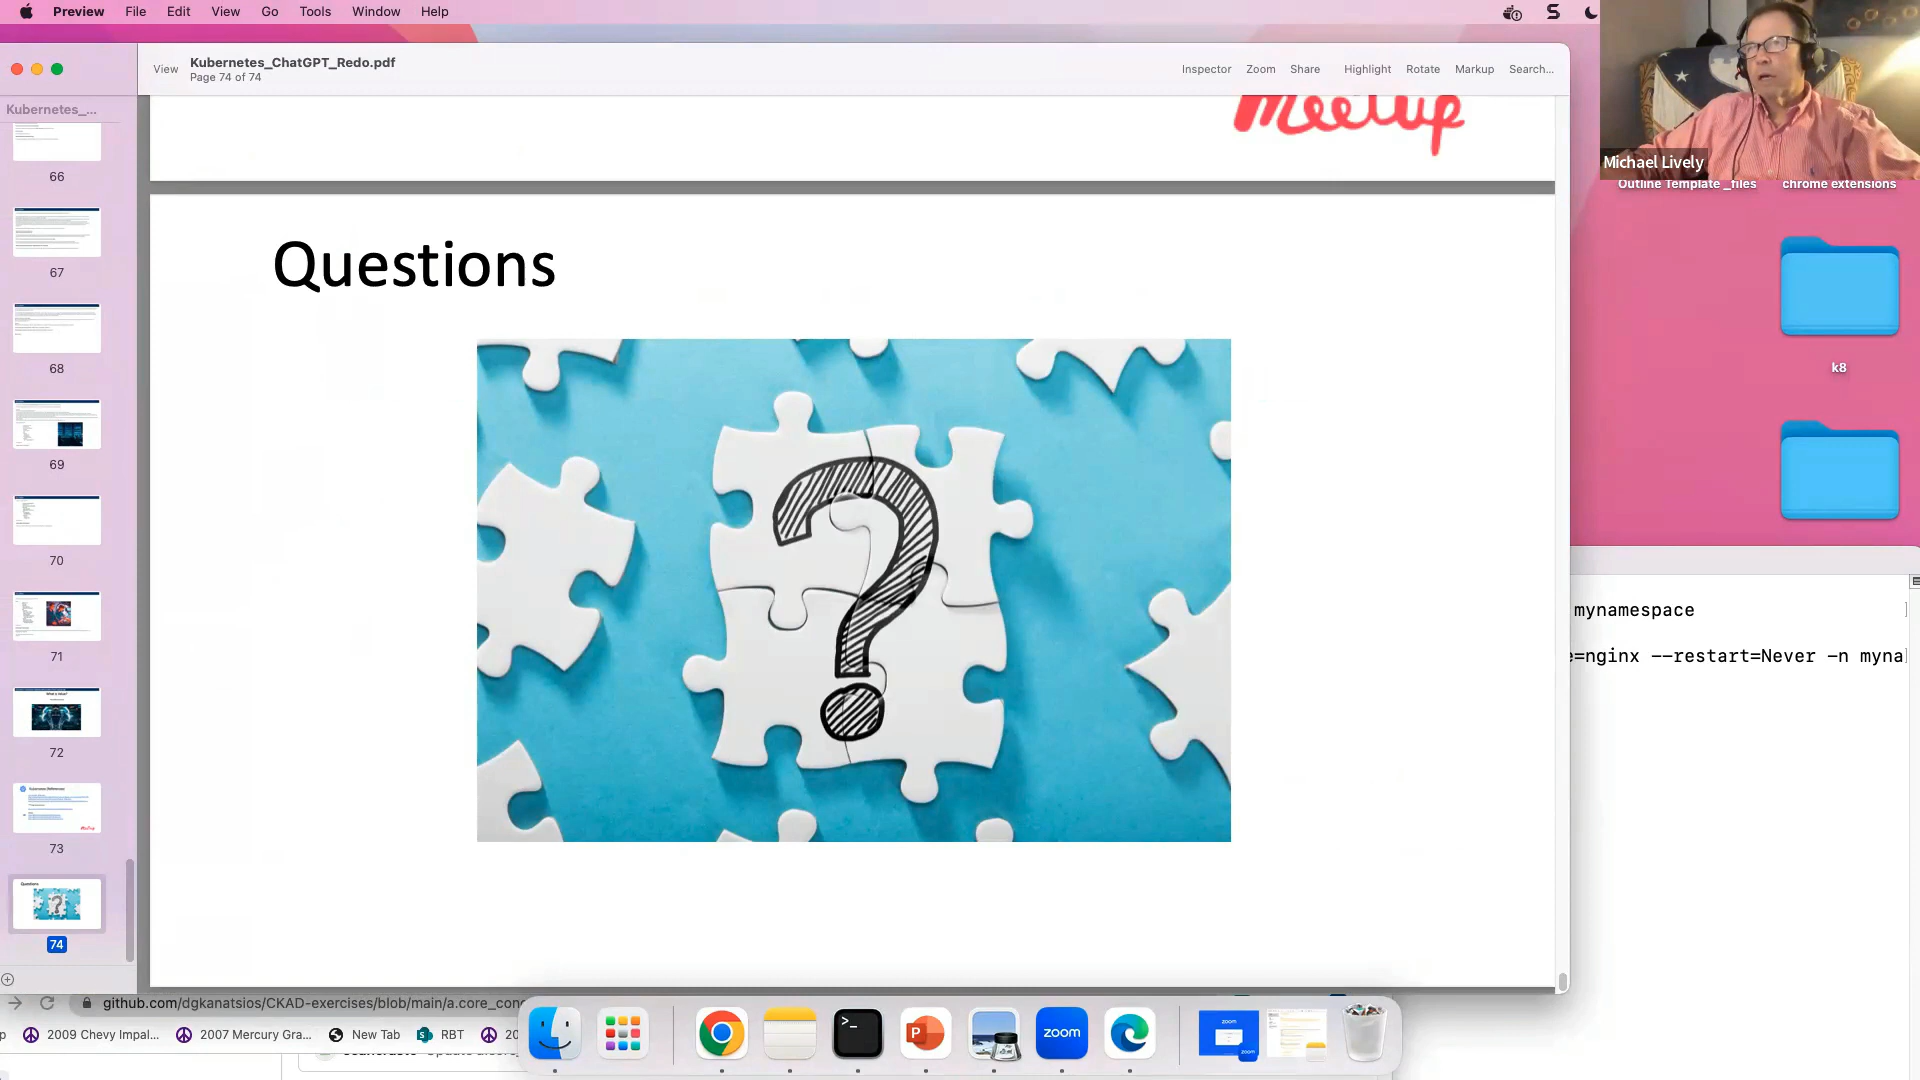 Preview File Edit View Go Tools Window Help
View
Kubernetes_ChatGPT_Redo.pdf
Page 74 of 74
Inspector Zoom Share Highlight Rotate Markup Search...
Kubernetes_...
66
67
68
69
70
71
72
73
74
Meetup
Questions
?
Michael Lively
Outline Template _files
chrome extensions
k8
mynamespace
=nginx --restart=Never -n myna
github.com/dgkanatsios/CKAD-exercises/blob/main/a.core_con
2009 Chevy Impal...
2007 Mercury Gra...
New Tab
RBT
zoom